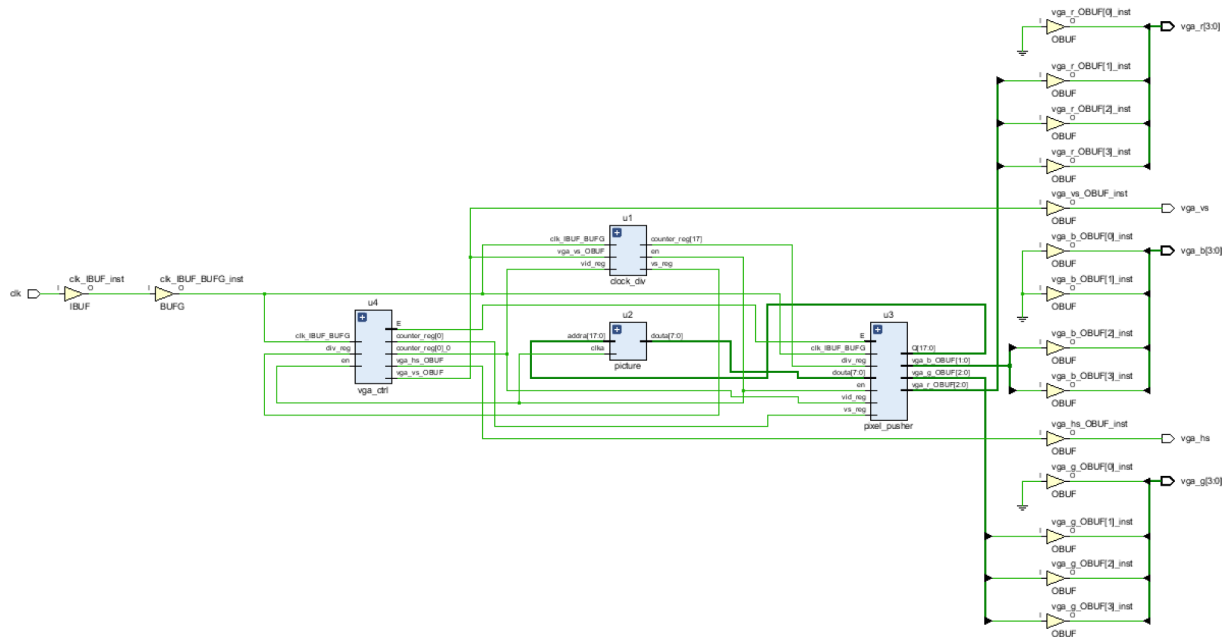 clk
I
clk_IBUF_inst
O
IBUF
I
clk_IBUF_BUFG_inst
O
BUFG
u4
clk_IBUF_BUFG
div_reg
en
E
counter_reg[0]
counter_reg[0]_0
vga_hs_OBUF
vga_vs_OBUF
vga_ctrl
u1
clk_IBUF_BUFG
vga_vs_OBUF
vid_reg
counter_reg[17]
en
vs_reg
clock_div
u2
addra[17:0]
clka
douta[7:0]
picture
u3
E
clk_IBUF_BUFG
div_reg
douta[7:0]
en
vid_reg
vs_reg
Q[17:0]
vga_b_OBUF[1:0]
vga_g_OBUF[2:0]
vga_r_OBUF[2:0]
pixel_pusher
vga_r_OBUF[0]_inst
I
O
OBUF
vga_r[3:0]
vga_r_OBUF[1]_inst
I
O
OBUF
vga_r_OBUF[2]_inst
I
O
OBUF
vga_r_OBUF[3]_inst
I
O
OBUF
vga_vs_OBUF_inst
I
O
OBUF
vga_vs
vga_b_OBUF[0]_inst
I
O
OBUF
vga_b[3:0]
vga_b_OBUF[1]_inst
I
O
OBUF
vga_b_OBUF[2]_inst
I
O
OBUF
vga_b_OBUF[3]_inst
I
O
OBUF
vga_hs_OBUF_inst
I
O
OBUF
vga_hs
vga_g_OBUF[0]_inst
I
O
OBUF
vga_g[3:0]
vga_g_OBUF[1]_inst
I
O
OBUF
vga_g_OBUF[2]_inst
I
O
OBUF
vga_g_OBUF[3]_inst
I
O
OBUF